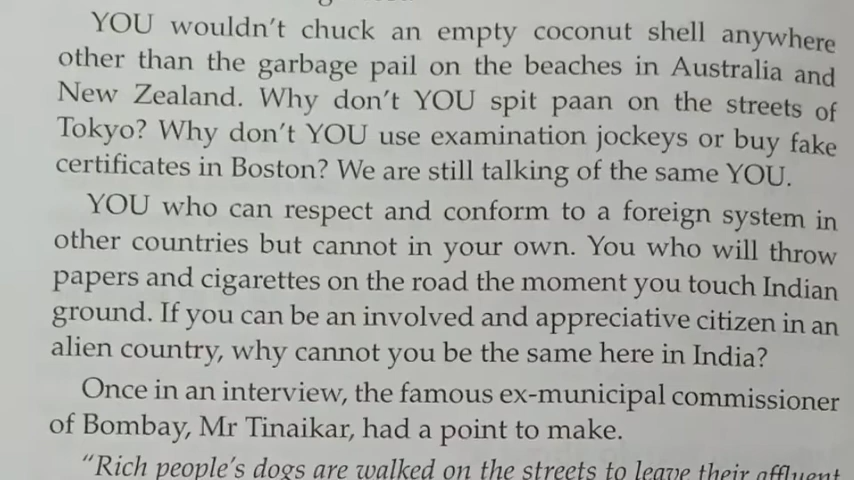 YOU wouldn't chuck an empty coconut shell anywhere
other than the garbage pail on the beaches in Australia and
New Zealand. Why don't YOU spit paan on the streets of
Tokyo? Why don't YOU use examination jockeys or buy fake
certificates in Boston? We are still talking of the same YOU.
YOU who can respect and conform to a foreign system in
other countries but cannot in your own. You who will throw
papers and cigarettes on the road the moment you touch Indian
ground. If you can be an involved and appreciative citizen in an
alien country, why cannot you be the same here in India?
Once in an interview, the famous ex-municipal commissioner
of Bombay, Mr Tinaikar, had a point to make.
"Rich people's dogs are walked on the streets to leave their affluent